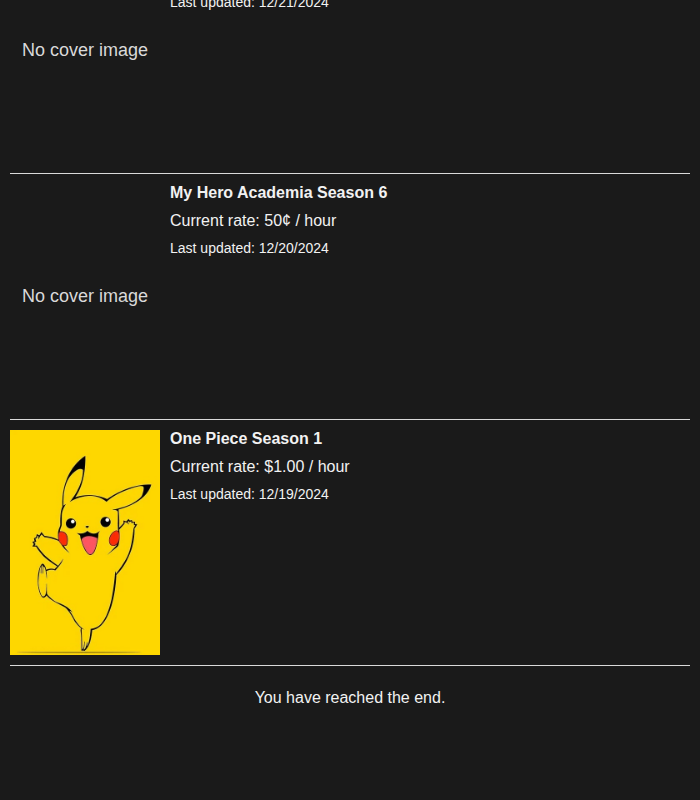 Last updated: 12/21/2024
No cover image
My Hero Academia Season 6
Current rate: 50¢ / hour
Last updated: 12/20/2024
No cover image
One Piece Season 1
Current rate: $1.00 / hour
Last updated: 12/19/2024
You have reached the end.